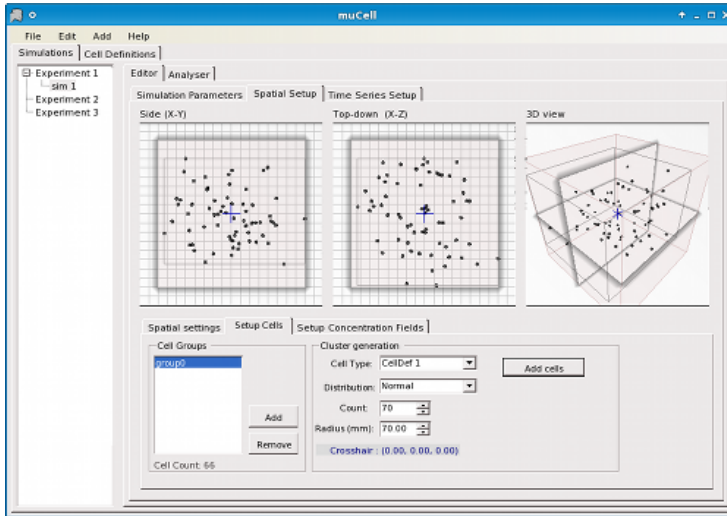 muCell
File Edit Add Help
Simulations Cell Definitions
Experiment 1
sim 1
Experiment 2
Experiment 3
Editor Analyser
Simulation Parameters Spatial Setup Time Series Setup
Side (X-Y) Top-down (X-Z) 3D view
Spatial settings Setup Cells Setup Concentration Fields
Cell Groups
group0
Add
Remove
Cell Count: 66
Cluster generation
Cell Type: CellDef 1
Distribution: Normal
Count: 70
Radius (mm): 70.00
Crosshair : (0.00, 0.00, 0.00)
Add cells